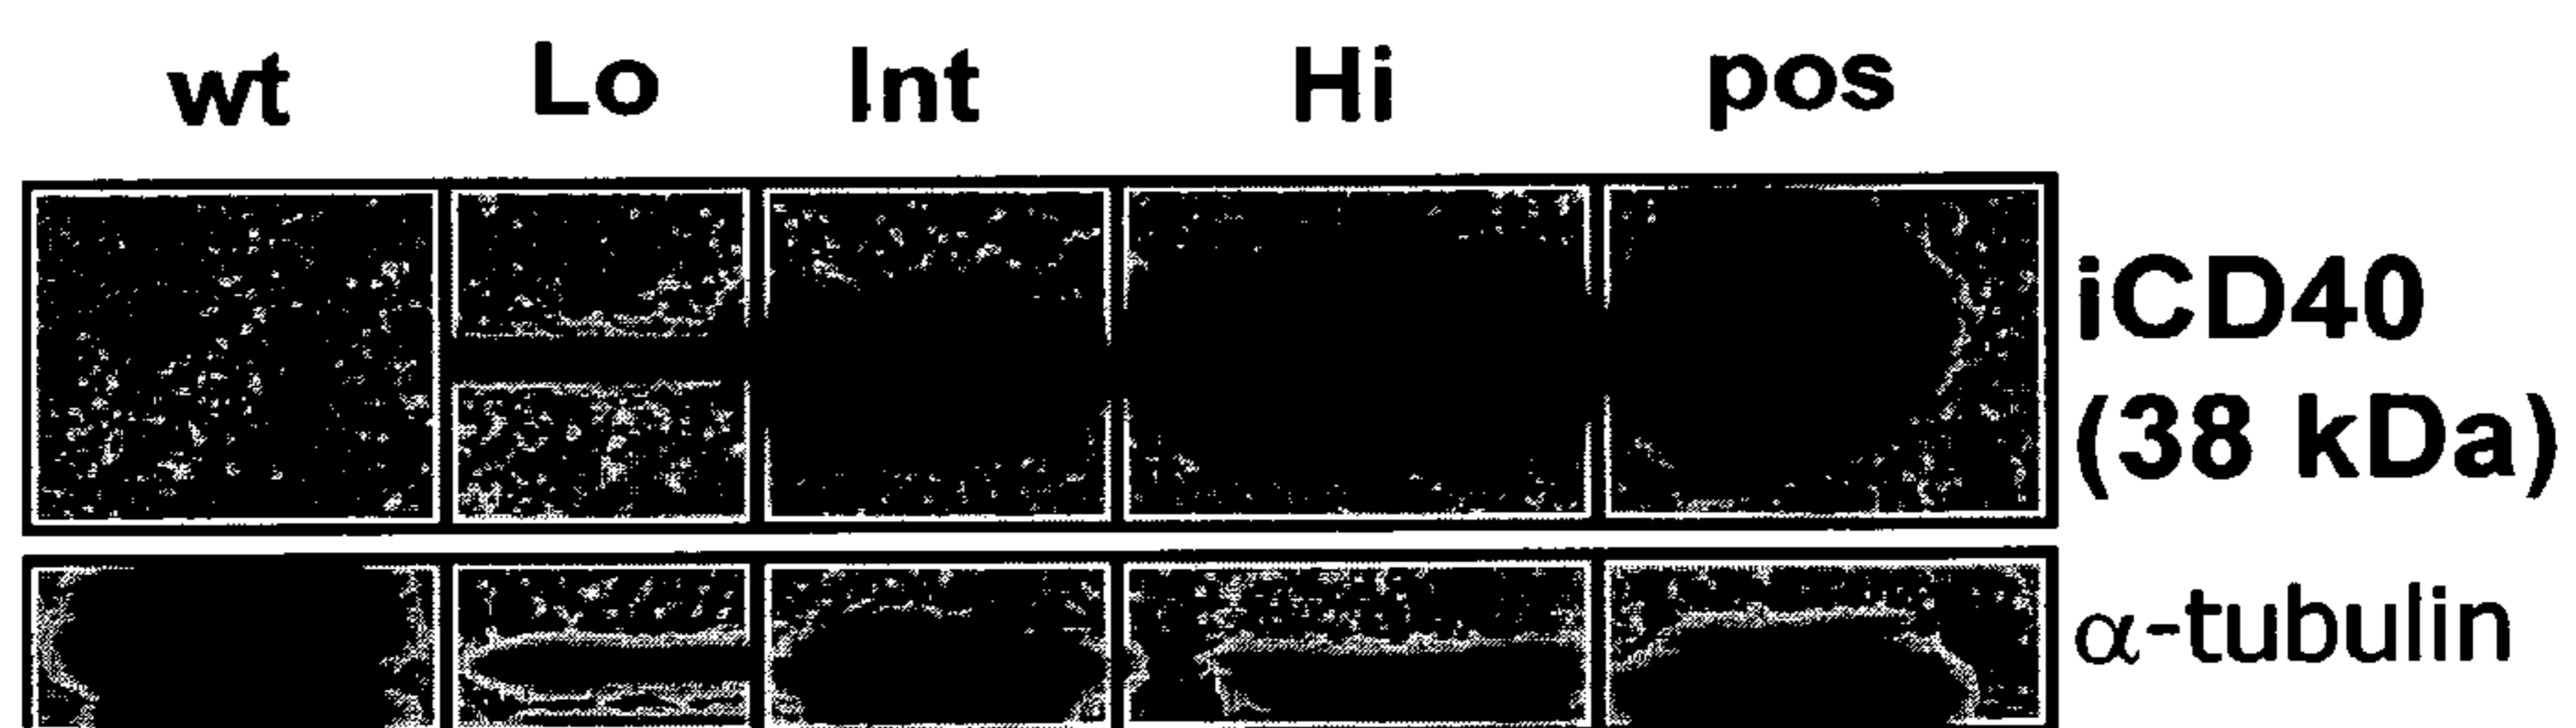 wt Lo Int Hi pos
iCD40
(38 kDa)
α-tubulin